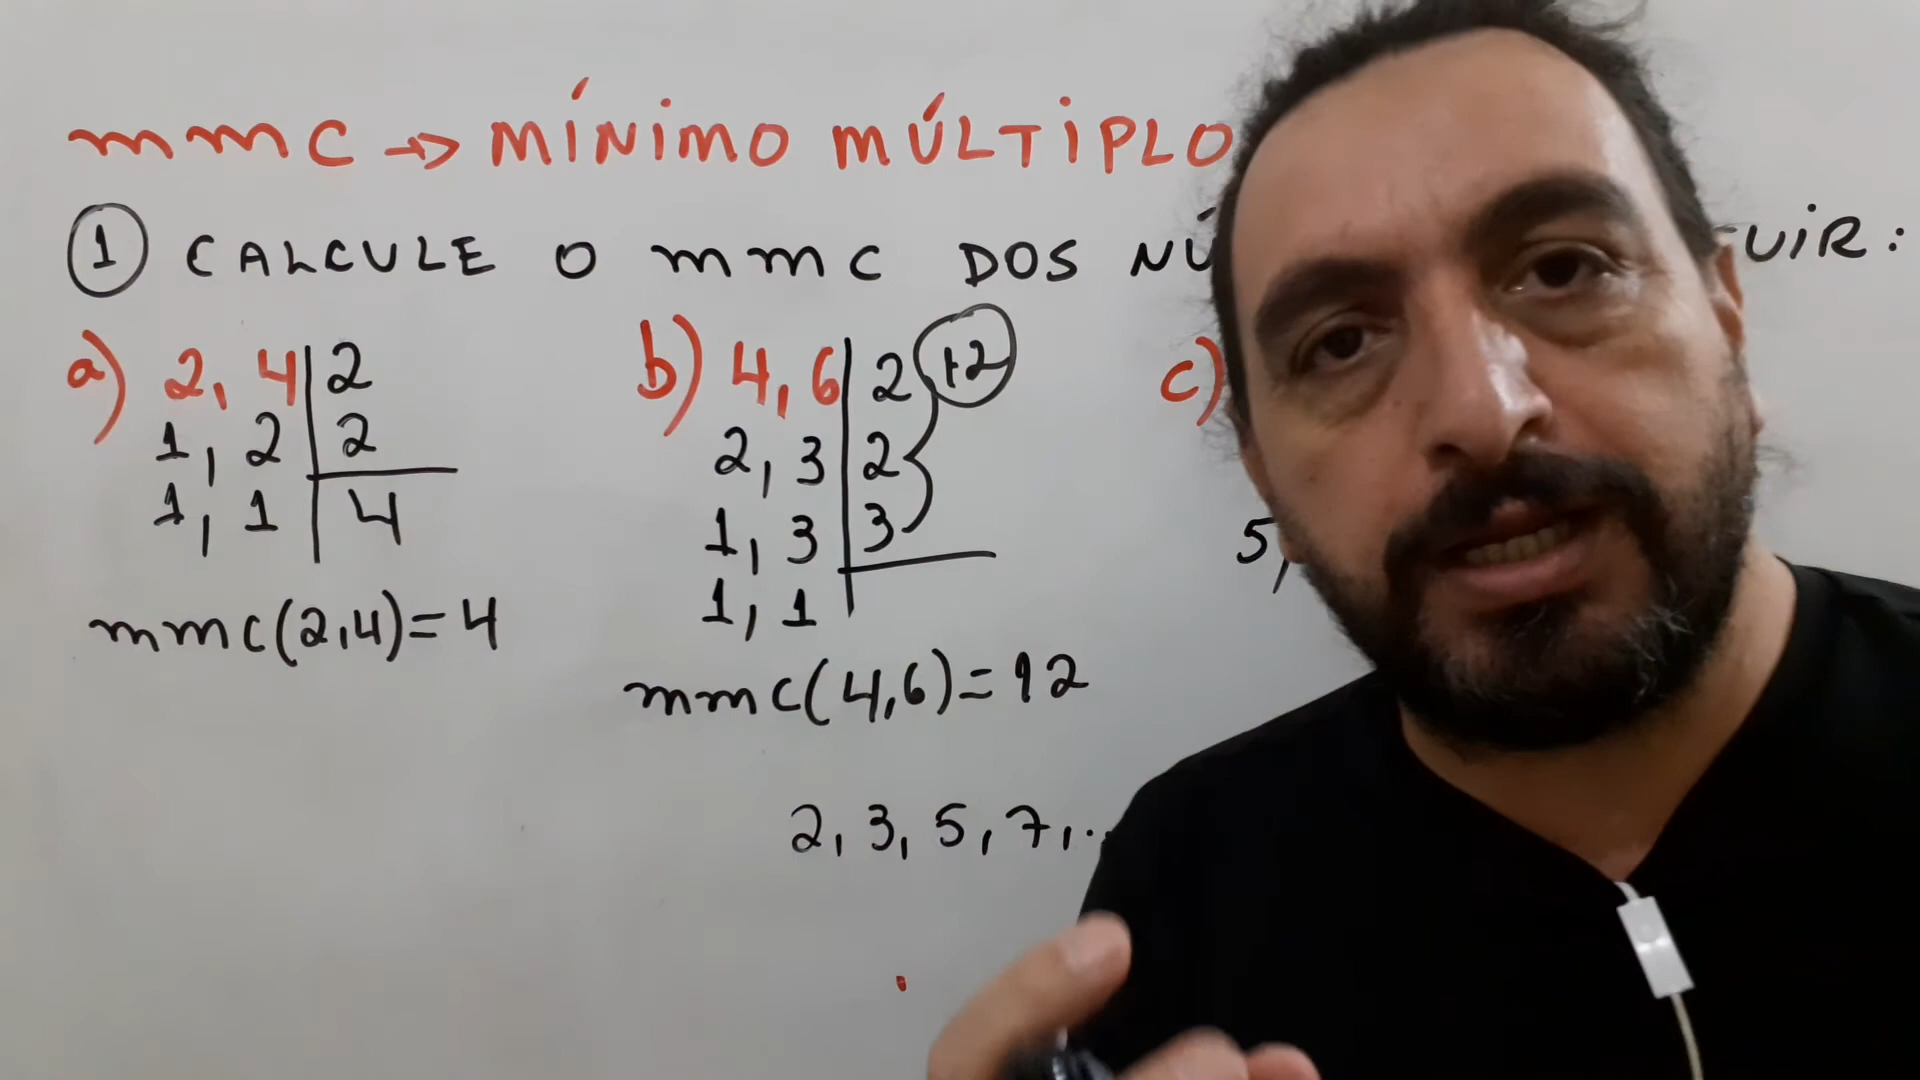 mmc → MÍNIMO MÚLTIPLO
1 CALCULE O mmc DOS NÚ UIR:
a) 2, 4 | 2
1, 2 | 2
1, 1 | 4
mmc(2,4)=4
b) 4, 6 | 2 12
2, 3 | 2
1, 3 | 3
1, 1
mmc(4,6)=12
2, 3, 5, 7, ..
c)
5,